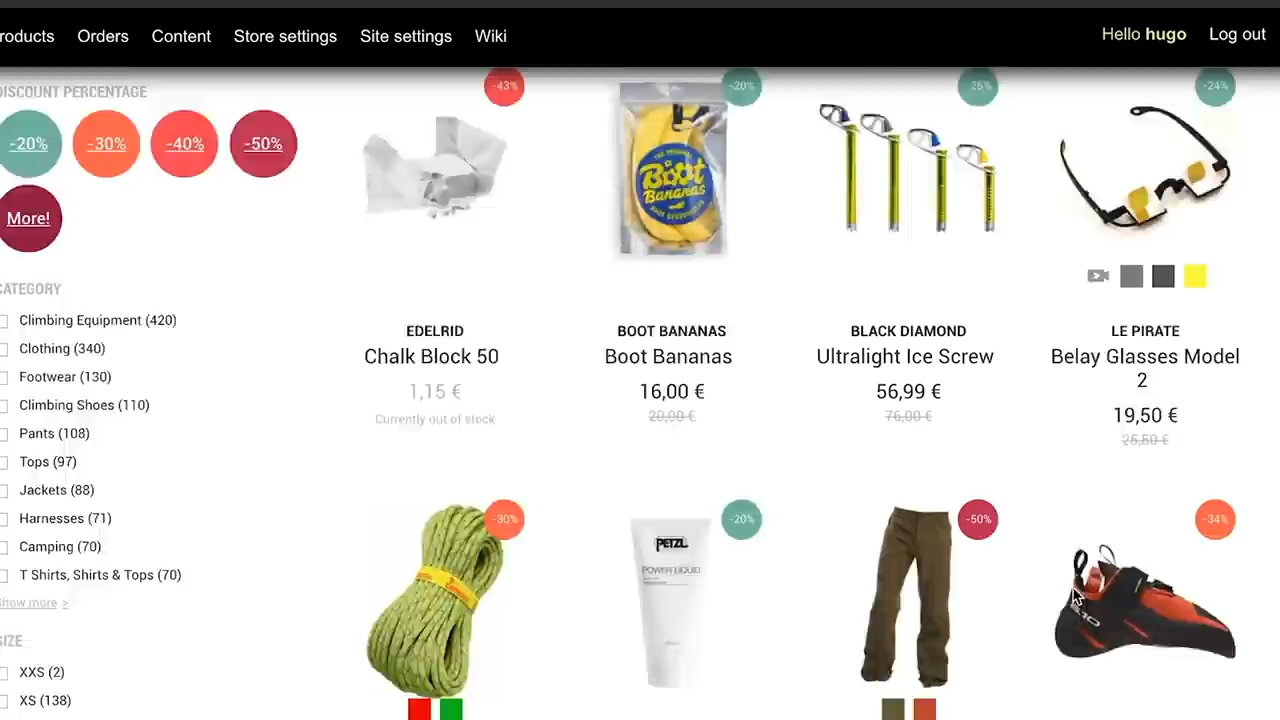 roducts Orders Content Store settings Site settings Wiki Hello hugo Log out
DISCOUNT PERCENTAGE
-20% -30% -40% -50%
More!
-43% -20% -25% -24%
THE ORIGINAL
Boot
Bananas
CATEGORY
Climbing Equipment (420)
Clothing (340)
Footwear (130)
Climbing Shoes (110)
Pants (108)
Tops (97)
Jackets (88)
Harnesses (71)
Camping (70)
T Shirts, Shirts & Tops (70)
Show more >
SIZE
XXS (2)
XS (138)
EDELRID
Chalk Block 50
1,15 €
Currently out of stock
BOOT BANANAS
Boot Bananas
16,00 €
20,00 €
BLACK DIAMOND
Ultralight Ice Screw
56,99 €
76,00 €
LE PIRATE
Belay Glasses Model
2
19,50 €
25,50 €
-30% -20% -50% -34%
PETZL
POWER LIQUID